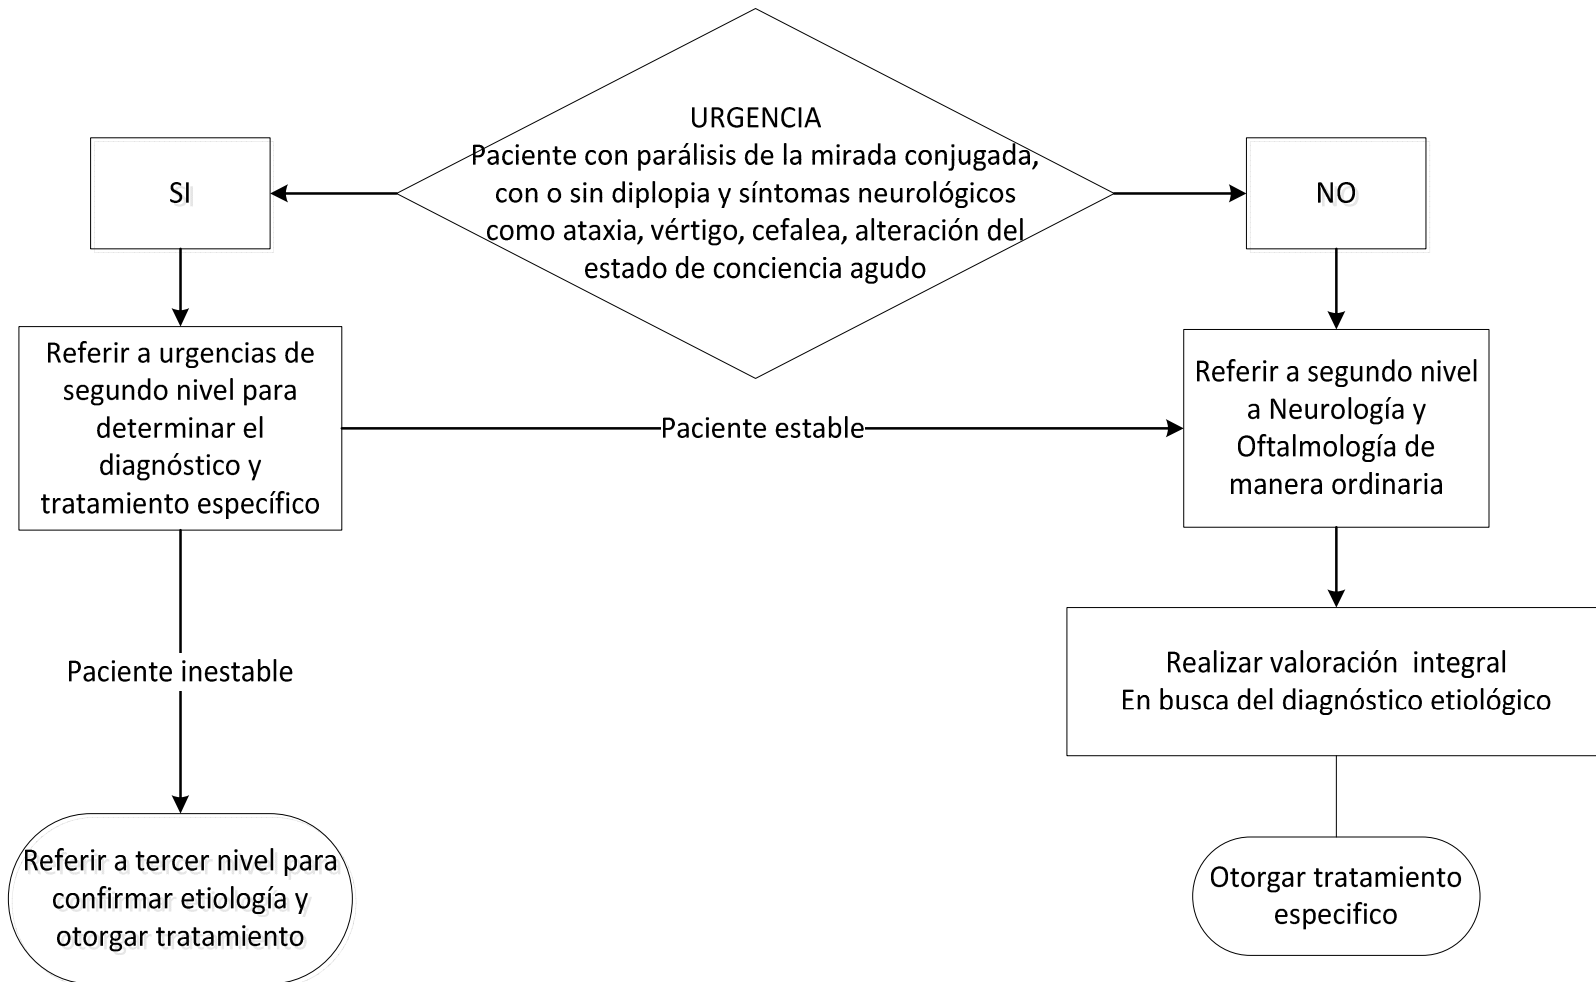 URGENCIA
Paciente con parálisis de la mirada conjugada,
con o sin diplopia y síntomas neurológicos
como ataxia, vértigo, cefalea, alteración del
estado de conciencia agudo
SI
NO
Referir a urgencias de
segundo nivel para
determinar el
diagnóstico y
tratamiento específico
Paciente estable
Referir a segundo nivel
a Neurología y
Oftalmología de
manera ordinaria
Paciente inestable
Realizar valoración  integral
En busca del diagnóstico etiológico
Referir a tercer nivel para
confirmar etiología y
otorgar tratamiento
Otorgar tratamiento
especifico